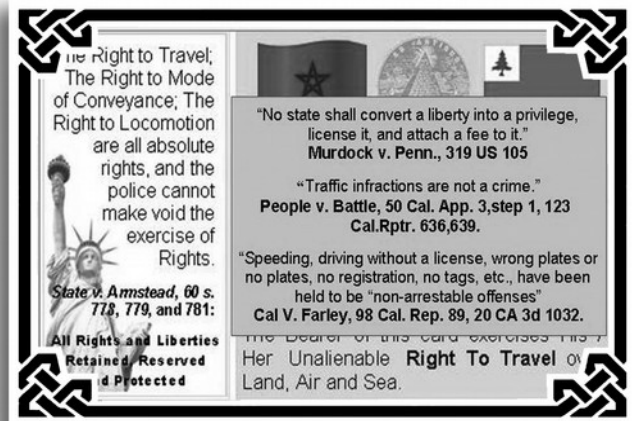 The Right to Travel;
The Right to Mode
of Conveyance; The
Right to Locomotion
are all absolute
rights, and the
police cannot
make void the
exercise of
Rights.
State v. Armstead, 60 s.
778, 779, and 781:
All Rights and Liberties
Retained, Reserved
nd Protected
“No state shall convert a liberty into a privilege,
license it, and attach a fee to it.”
Murdock v. Penn., 319 US 105
“Traffic infractions are not a crime.”
People v. Battle, 50 Cal. App. 3,step 1, 123
Cal.Rptr. 636,639.
“Speeding, driving without a license, wrong plates or
no plates, no registration, no tags, etc., have been
held to be “non-arrestable offenses”
Cal V. Farley, 98 Cal. Rep. 89, 20 CA 3d 1032.
The Bearer of this card exercises His /
Her Unalienable Right To Travel ov
Land, Air and Sea.